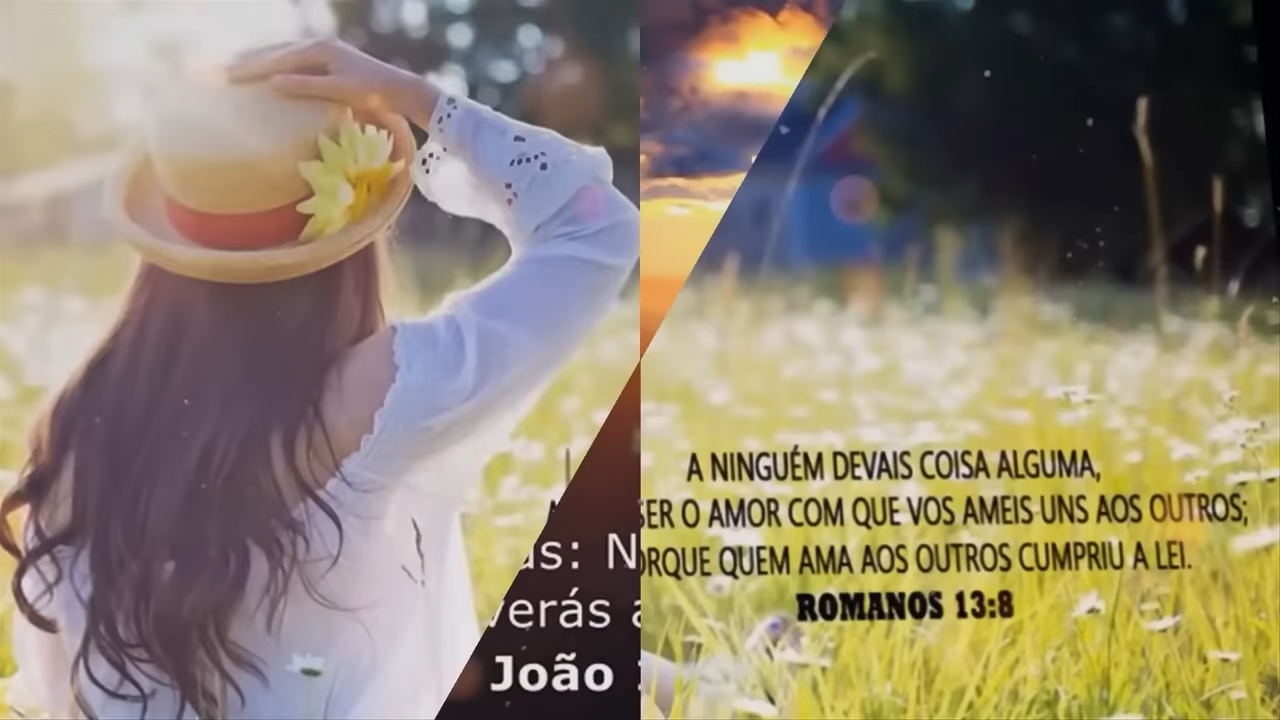 A NINGUÉM DEVAIS COISA ALGUMA,
SER O AMOR COM QUE VOS AMEIS UNS AOS OUTROS;
ORQUE QUEM AMA AOS OUTROS CUMPRIU A LEI.
ROMANOS 13:8
as: N
verás a
João